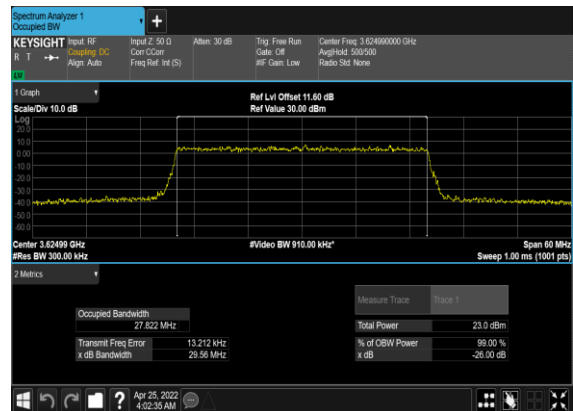 Spectrum Analyzer 1
Occupied BW
+
KEYSIGHT
R T
LU
Input: RF
Coupling: DC
Align: Auto
Input Z: 50 Ω
Corr CCorr
Freq Ref: Int (S)
Atten: 30 dB
Trig: Free Run
Gate: Off
#IF Gain: Low
Center Freq: 3.624990000 GHz
Avg|Hold: 500/500
Radio Std: None
1 Graph
Scale/Div 10.0 dB
Ref Lvl Offset 11.60 dB
Ref Value 30.00 dBm
Log
20.0
10.0
0.00
-10.0
-20.0
-30.0
-40.0
-50.0
-60.0
Center 3.62499 GHz
#Res BW 300.00 kHz
#Video BW 910.00 kHz*
Span 60 MHz
Sweep 1.00 ms (1001 pts)
2 Metrics
Measure Trace Trace 1
Occupied Bandwidth
27.822 MHz
Total Power 23.0 dBm
Transmit Freq Error 13.212 kHz
% of OBW Power 99.00 %
x dB Bandwidth 29.56 MHz
x dB -26.00 dB
?
Apr 25, 2022
4:02:35 AM